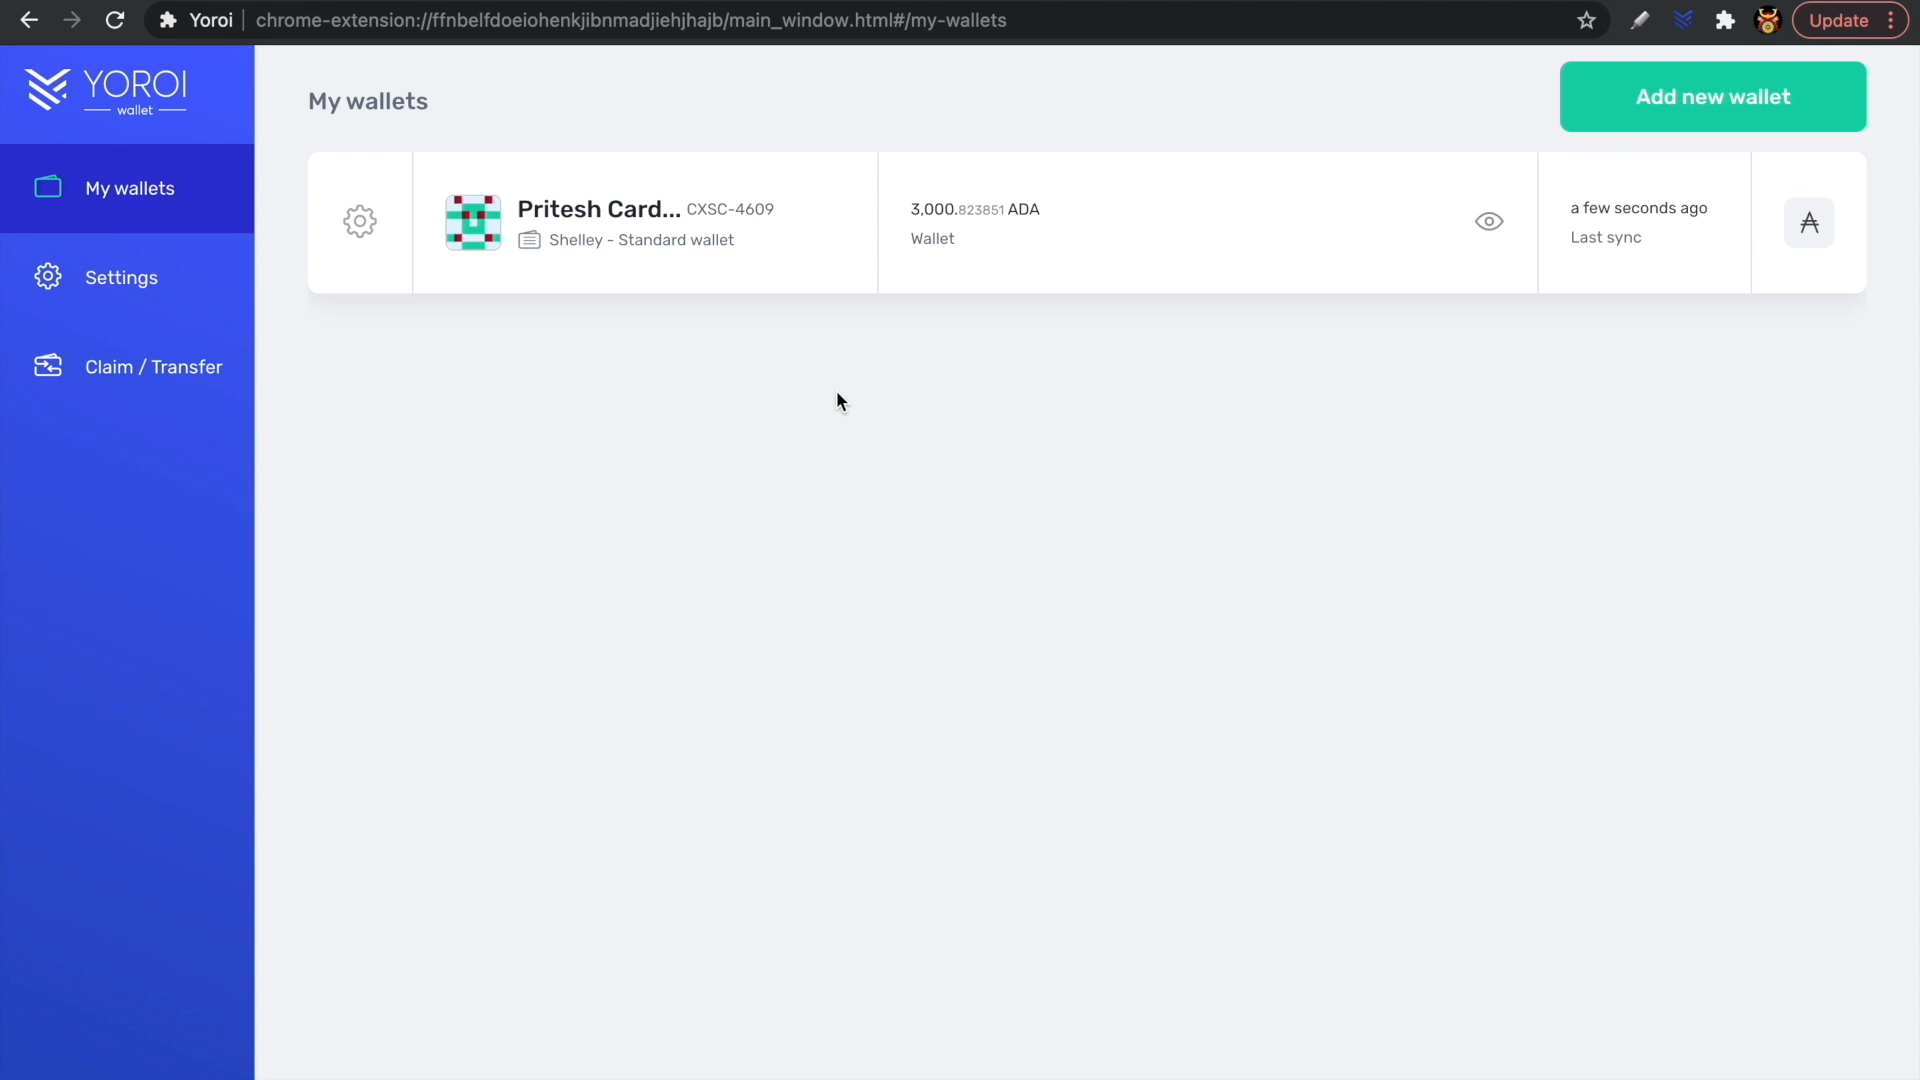 Yoroi chrome-extension://ffnbelfdoeiohenkjibnmadjiehjhajb/main_window.html#/my-wallets Update
YOROI
wallet
My wallets
Settings
Claim / Transfer
My wallets
Add new wallet
Pritesh Card... CXSC-4609
Shelley - Standard wallet
3,000.823851 ADA
Wallet
a few seconds ago
Last sync